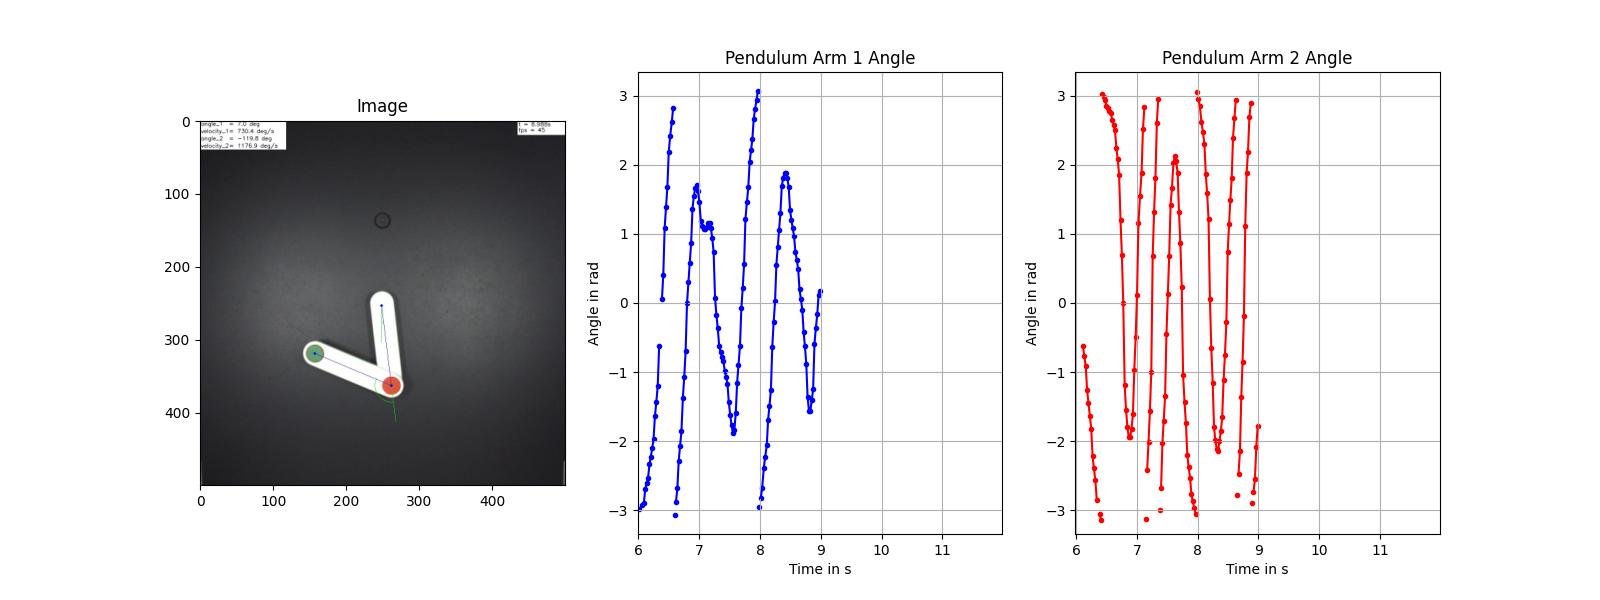 Image
angle_1 = 7.0 deg
velocity_1= 730.4 deg/s
angle_2 = -119.8 deg
velocity_2= 1176.9 deg/s
t = 8.988s
fps = 45
0
100
200
300
400
0 100 200 300 400
Pendulum Arm 1 Angle
Angle in rad
3
2
1
0
−1
−2
−3
6 7 8 9 10 11
Time in s
Pendulum Arm 2 Angle
Angle in rad
3
2
1
0
−1
−2
−3
6 7 8 9 10 11
Time in s